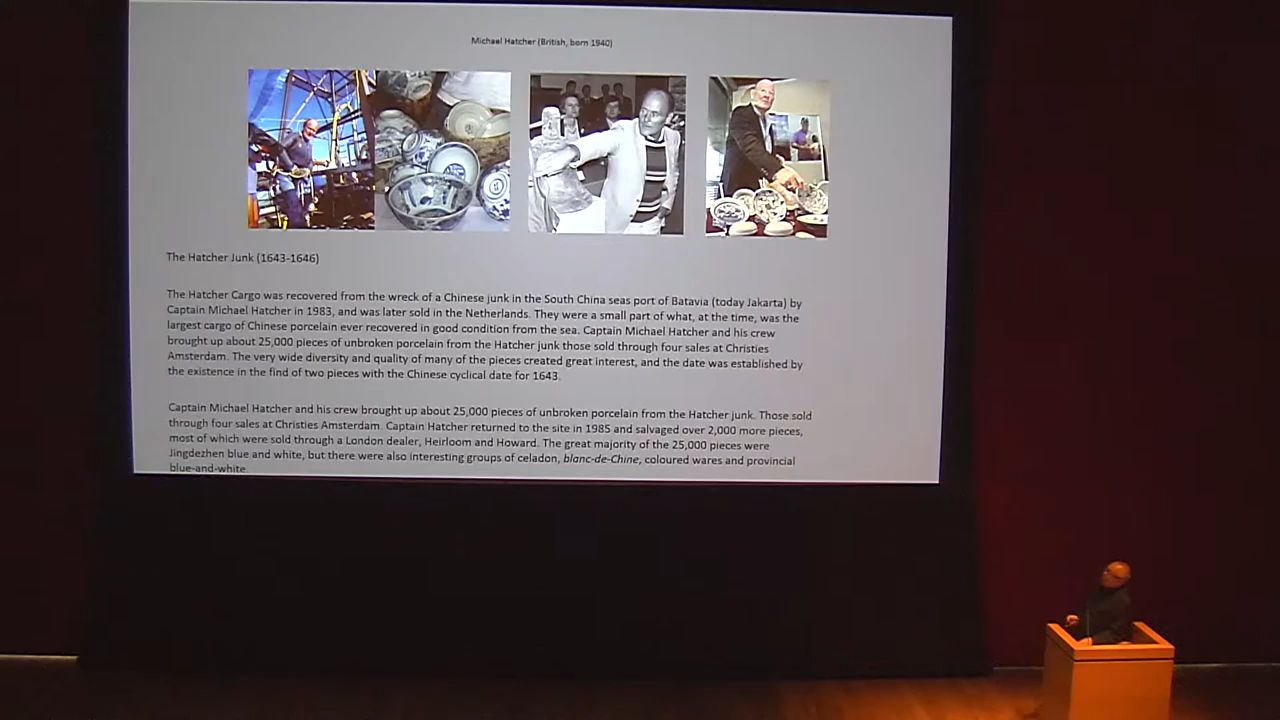 Michael Hatcher (British, born 1940)
The Hatcher Junk (1643-1646)
The Hatcher Cargo was recovered from the wreck of a Chinese junk in the South China seas port of Batavia (today Jakarta) by
Captain Michael Hatcher in 1983, and was later sold in the Netherlands. They were a small part of what, at the time, was the
largest cargo of Chinese porcelain ever recovered in good condition from the sea. Captain Michael Hatcher and his crew
brought up about 25,000 pieces of unbroken porcelain from the Hatcher junk those sold through four sales at Christies
Amsterdam. The very wide diversity and quality of many of the pieces created great interest, and the date was established by
the existence in the find of two pieces with the Chinese cyclical date for 1643.
Captain Michael Hatcher and his crew brought up about 25,000 pieces of unbroken porcelain from the Hatcher junk. Those sold
through four sales at Christies Amsterdam. Captain Hatcher returned to the site in 1985 and salvaged over 2,000 more pieces,
most of which were sold through a London dealer, Heirloom and Howard. The great majority of the 25,000 pieces were
Jingdezhen blue and white, but there were also interesting groups of celadon, blanc-de-Chine, coloured wares and provincial
blue-and-white.